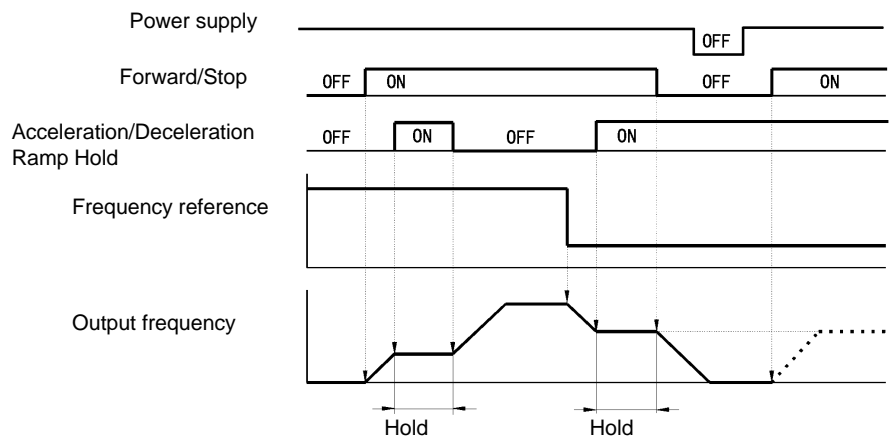 Power supply
OFF
Forward/Stop
OFF ON OFF ON
Acceleration/Deceleration
Ramp Hold
OFF ON OFF ON
Frequency reference
Output frequency
Hold Hold